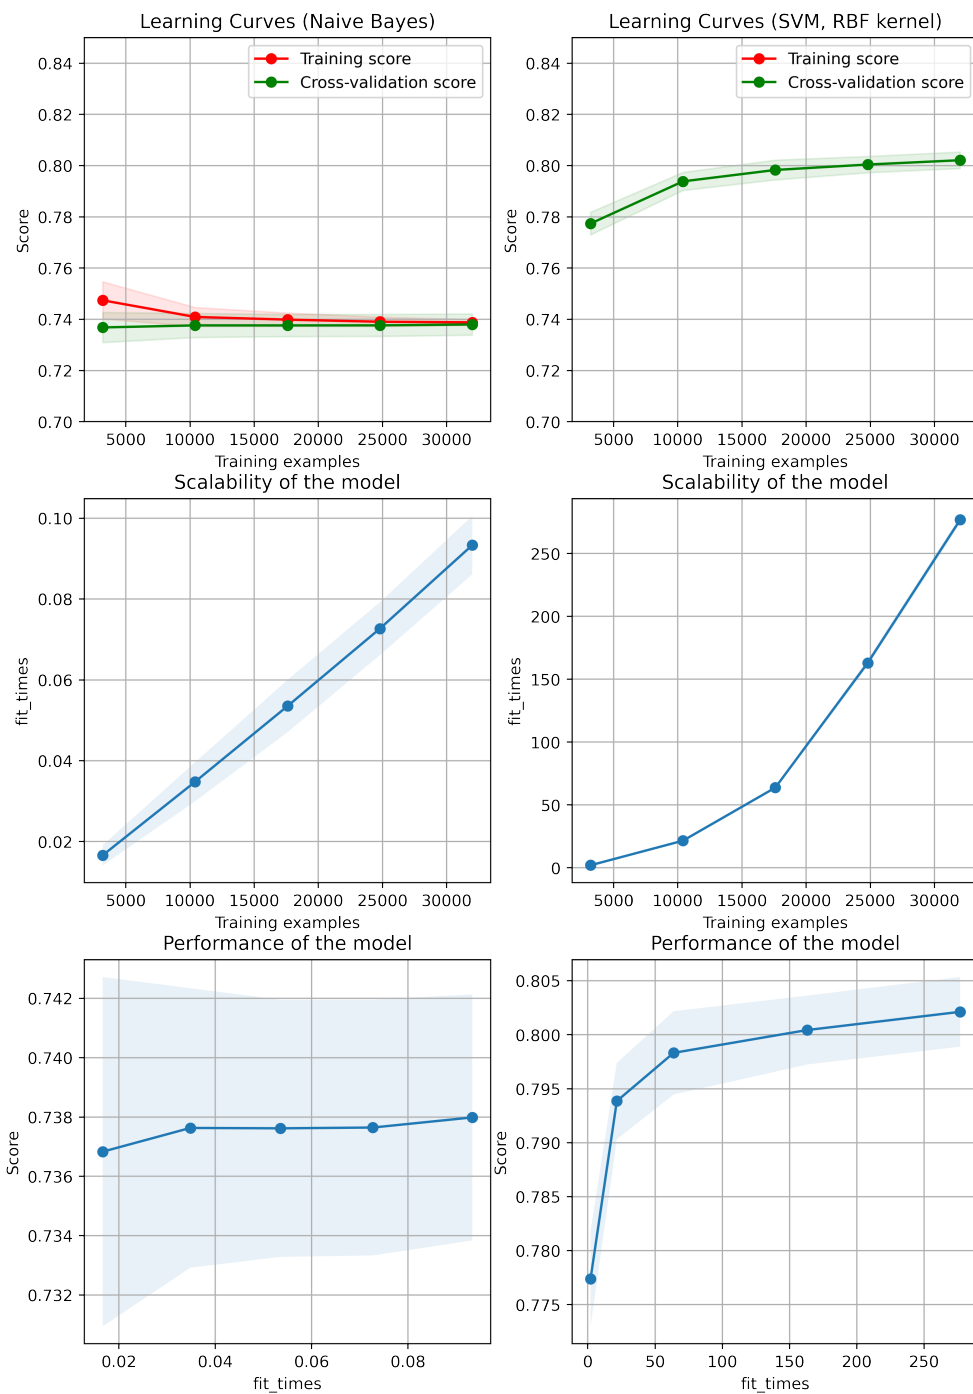 Learning Curves (Naive Bayes)
0.84
0.82
0.80
0.78
0.76
0.74
0.72
0.70
Score
Training score
Cross-validation score
5000 10000 15000 20000 25000 30000
Training examples
Learning Curves (SVM, RBF kernel)
0.84
0.82
0.80
0.78
0.76
0.74
0.72
0.70
Score
Training score
Cross-validation score
5000 10000 15000 20000 25000 30000
Training examples
Scalability of the model
0.10
0.08
0.06
0.04
0.02
fit_times
5000 10000 15000 20000 25000 30000
Training examples
Scalability of the model
250
200
150
100
50
0
fit_times
5000 10000 15000 20000 25000 30000
Training examples
Performance of the model
0.742
0.740
0.738
0.736
0.734
0.732
Score
0.02 0.04 0.06 0.08
fit_times
Performance of the model
0.805
0.800
0.795
0.790
0.785
0.780
0.775
Score
0 50 100 150 200 250
fit_times